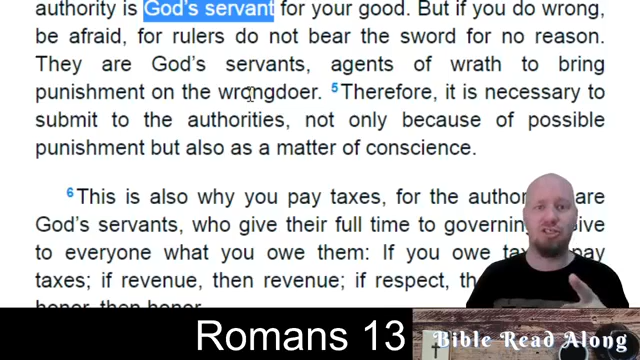 authority is God's servant for your good. But if you do wrong,
be afraid, for rulers do not bear the sword for no reason.
They are God's servants, agents of wrath to bring
punishment on the wrongdoer. 5Therefore, it is necessary to
submit to the authorities, not only because of possible
punishment but also as a matter of conscience.
6This is also why you pay taxes, for the are
God's servants, who give their full time to
to everyone what you owe them: If you owe pay
taxes; if revenue, then revenue; if respect,
honor, then honor.
Romans 13
Bible Read Along